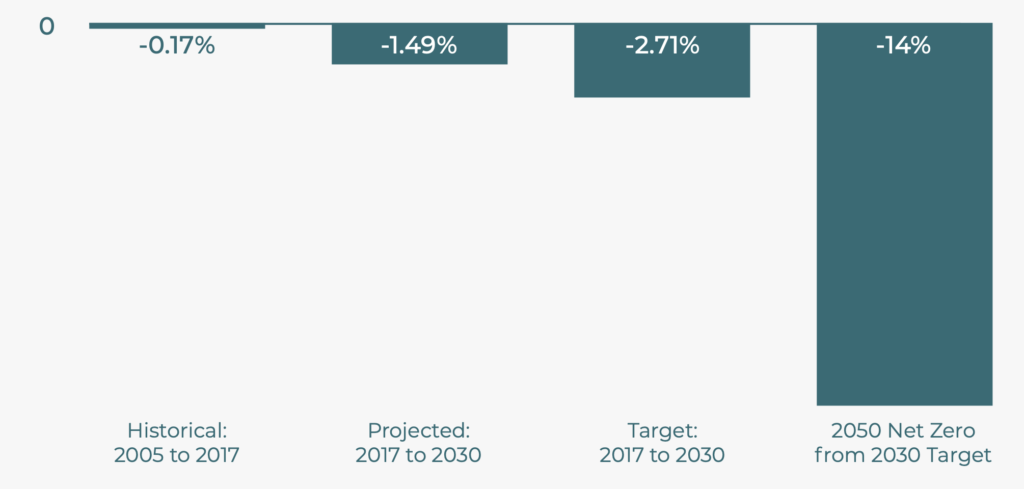 0
-0.17%
-1.49%
-2.71%
-14%
Historical:
2005 to 2017
Projected:
2017 to 2030
Target:
2017 to 2030
2050 Net Zero
from 2030 Target